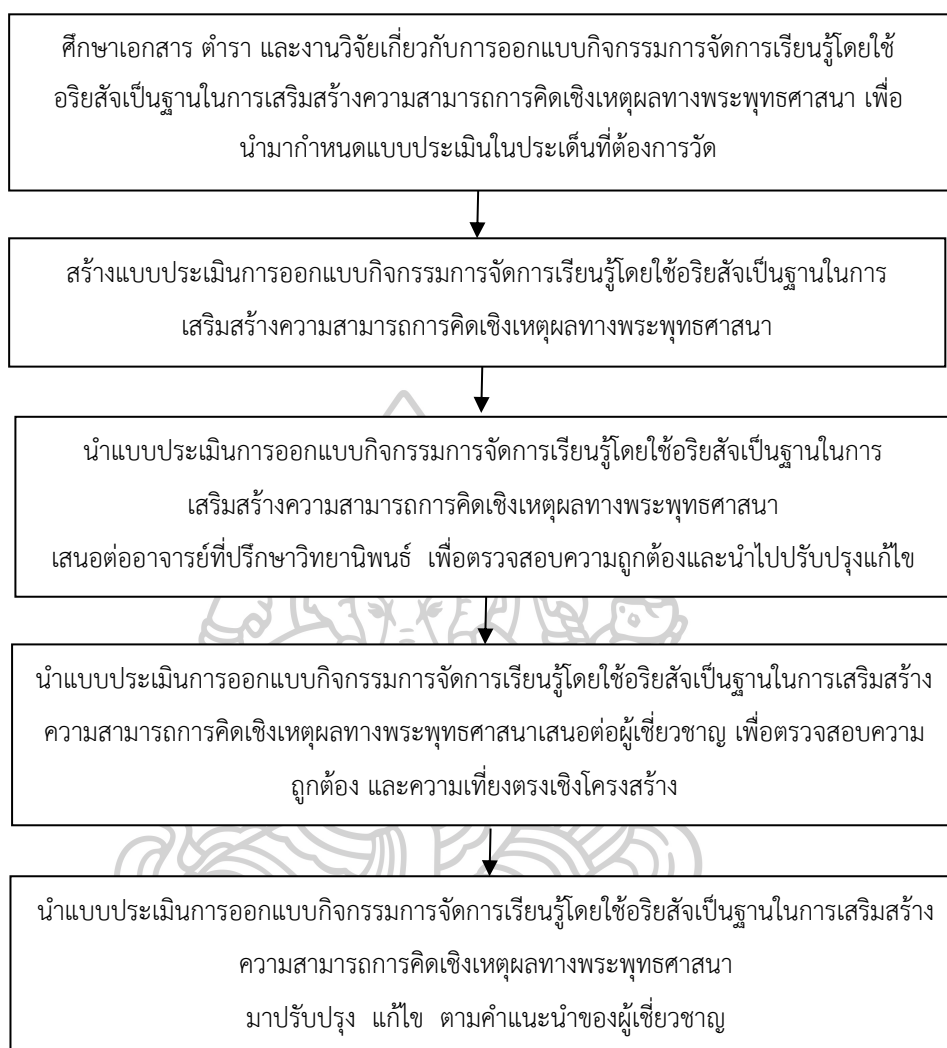 ศึกษาเอกสาร ตำรา และงานวิจัยเกี่ยวกับการออกแบบกิจกรรมการจัดการเรียนรู้โดยใช้
อริยสัจเป็นฐานในการเสริมสร้างความสามารถการคิดเชิงเหตุผลทางพระพุทธศาสนา เพื่อ
นำมากำหนดแบบประเมินในประเด็นที่ต้องการวัด
สร้างแบบประเมินการออกแบบกิจกรรมการจัดการเรียนรู้โดยใช้อริยสัจเป็นฐานในการ
เสริมสร้างความสามารถการคิดเชิงเหตุผลทางพระพุทธศาสนา
นำแบบประเมินการออกแบบกิจกรรมการจัดการเรียนรู้โดยใช้อริยสัจเป็นฐานในการ
เสริมสร้างความสามารถการคิดเชิงเหตุผลทางพระพุทธศาสนา
เสนอต่ออาจารย์ที่ปรึกษาวิทยานิพนธ์ เพื่อตรวจสอบความถูกต้องและนำไปปรับปรุงแก้ไข
นำแบบประเมินการออกแบบกิจกรรมการจัดการเรียนรู้โดยใช้อริยสัจเป็นฐานในการเสริมสร้าง
ความสามารถการคิดเชิงเหตุผลทางพระพุทธศาสนาเสนอต่อผู้เชี่ยวชาญ เพื่อตรวจสอบความ
ถูกต้อง และความเที่ยงตรงเชิงโครงสร้าง
นำแบบประเมินการออกแบบกิจกรรมการจัดการเรียนรู้โดยใช้อริยสัจเป็นฐานในการเสริมสร้าง
ความสามารถการคิดเชิงเหตุผลทางพระพุทธศาสนา
มาปรับปรุง แก้ไข ตามคำแนะนำของผู้เชี่ยวชาญ